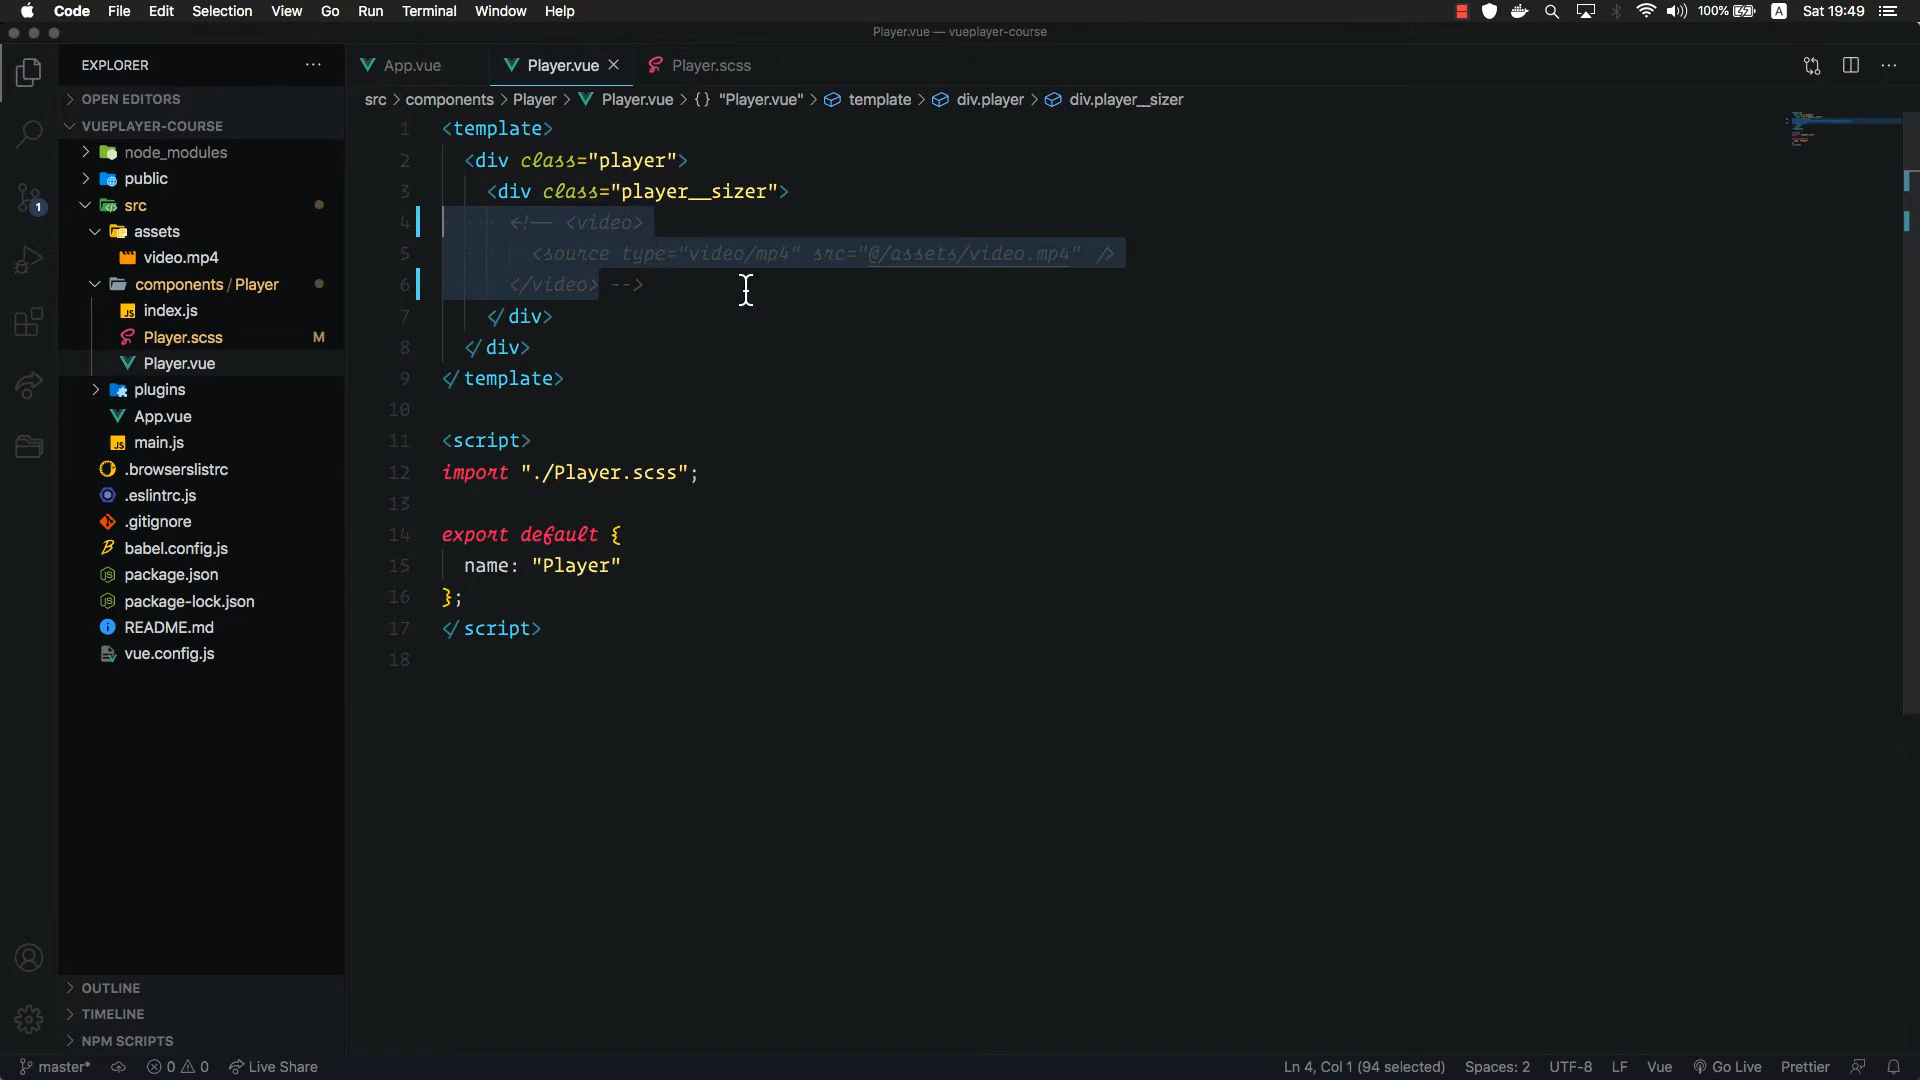 Code File Edit Selection View Go Run Terminal Window Help 100% A Sat 19:49
Player.vue — vueplayer-course
EXPLORER
App.vue Player.vue Player.scss
src > components > Player > Player.vue > {} "Player.vue" > template > div.player > div.player__sizer
OPEN EDITORS
VUEPLAYER-COURSE
node_modules
public
src
assets
video.mp4
components / Player
index.js
Player.scss M
Player.vue
plugins
App.vue
main.js
.browserslistrc
.eslintrc.js
.gitignore
babel.config.js
package.json
package-lock.json
README.md
vue.config.js
OUTLINE
TIMELINE
NPM SCRIPTS
1
1 <template>
2 <div class="player">
3 <div class="player__sizer">
4 <!-- <video>
5 <source type="video/mp4" src="@/assets/video.mp4" />
6 </video> -->
7 </div>
8 </div>
9 </template>
10
11 <script>
12 import "./Player.scss";
13
14 export default {
15 name: "Player"
16 };
17 </script>
18
master* 0 0 Live Share Ln 4, Col 1 (94 selected) Spaces: 2 UTF-8 LF Vue Go Live Prettier